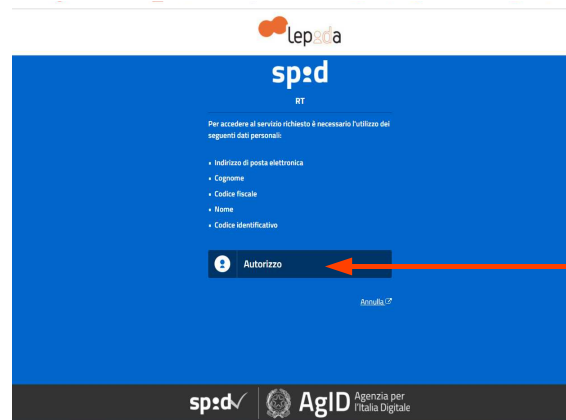 lepida
spid
RT
Per accedere al servizio richiesto è necessario l'utilizzo dei
seguenti dati personali:
• Indirizzo di posta elettronica
• Cognome
• Codice fiscale
• Nome
• Codice identificativo
Autorizzo
Annulla
spid
AgID Agenzia per
l'Italia Digitale